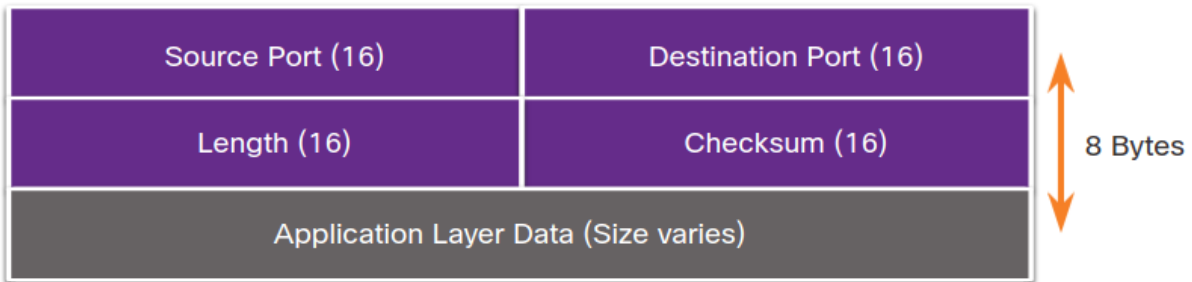 Source Port (16)
Destination Port (16)
Length (16)
Checksum (16)
8 Bytes
Application Layer Data (Size varies)